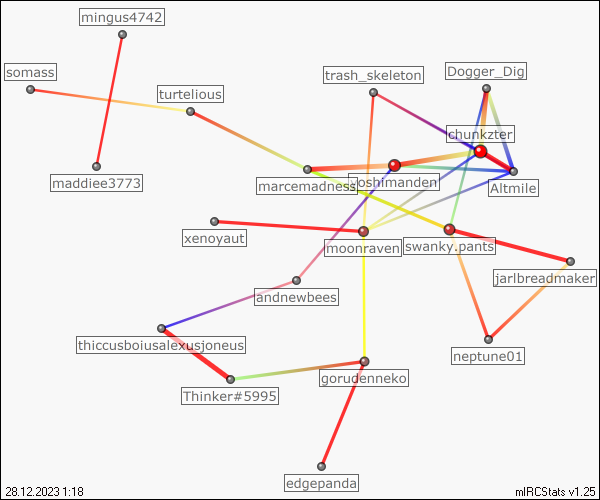 mingus4742
somass
trash_skeleton
Dogger_Dig
turtelious
chunkzter
maddiee3773
marcemadness
yoshimanden
Altmile
xenoyaut
moonraven
swanky.pants
jarlbreadmaker
andnewbees
thiccusboiusalexusjoneus
neptune01
gorudenneko
Thinker#5995
edgepanda
28.12.2023 1:18
mIRCStats v1.25